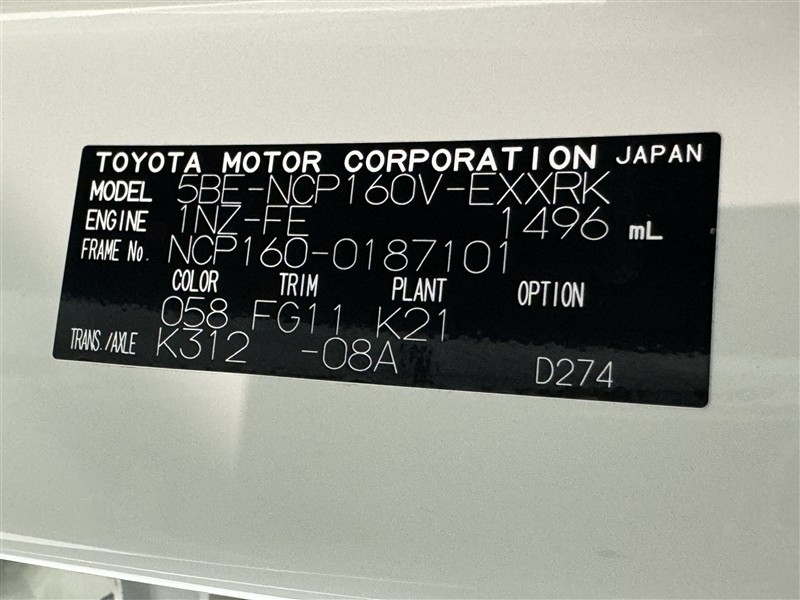 TOYOTA MOTOR CORPORATION JAPAN
MODEL 5BE-NCP160V-EXXRK
ENGINE 1NZ-FE 1496 mL
FRAME No. NCP160-0187101
COLOR TRIM PLANT OPTION
058 FG11 K21
TRANS./AXLE K312 -08A D274